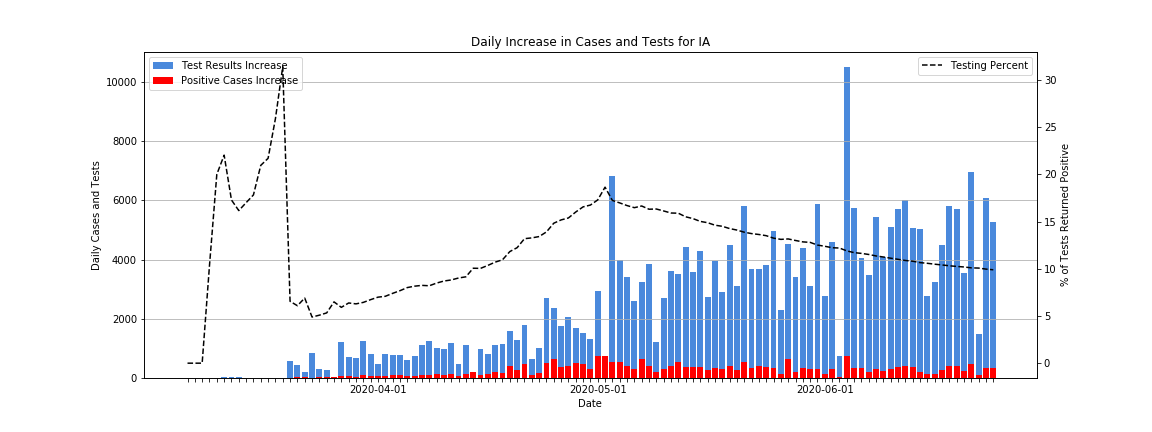 Daily Increase in Cases and Tests for IA
Test Results Increase
Positive Cases Increase
Testing Percent
10000
8000
6000
4000
2000
0
Daily Cases and Tests
30
25
20
15
10
5
0
% of Tests Returned Positive
2020-04-01
2020-05-01
2020-06-01
Date